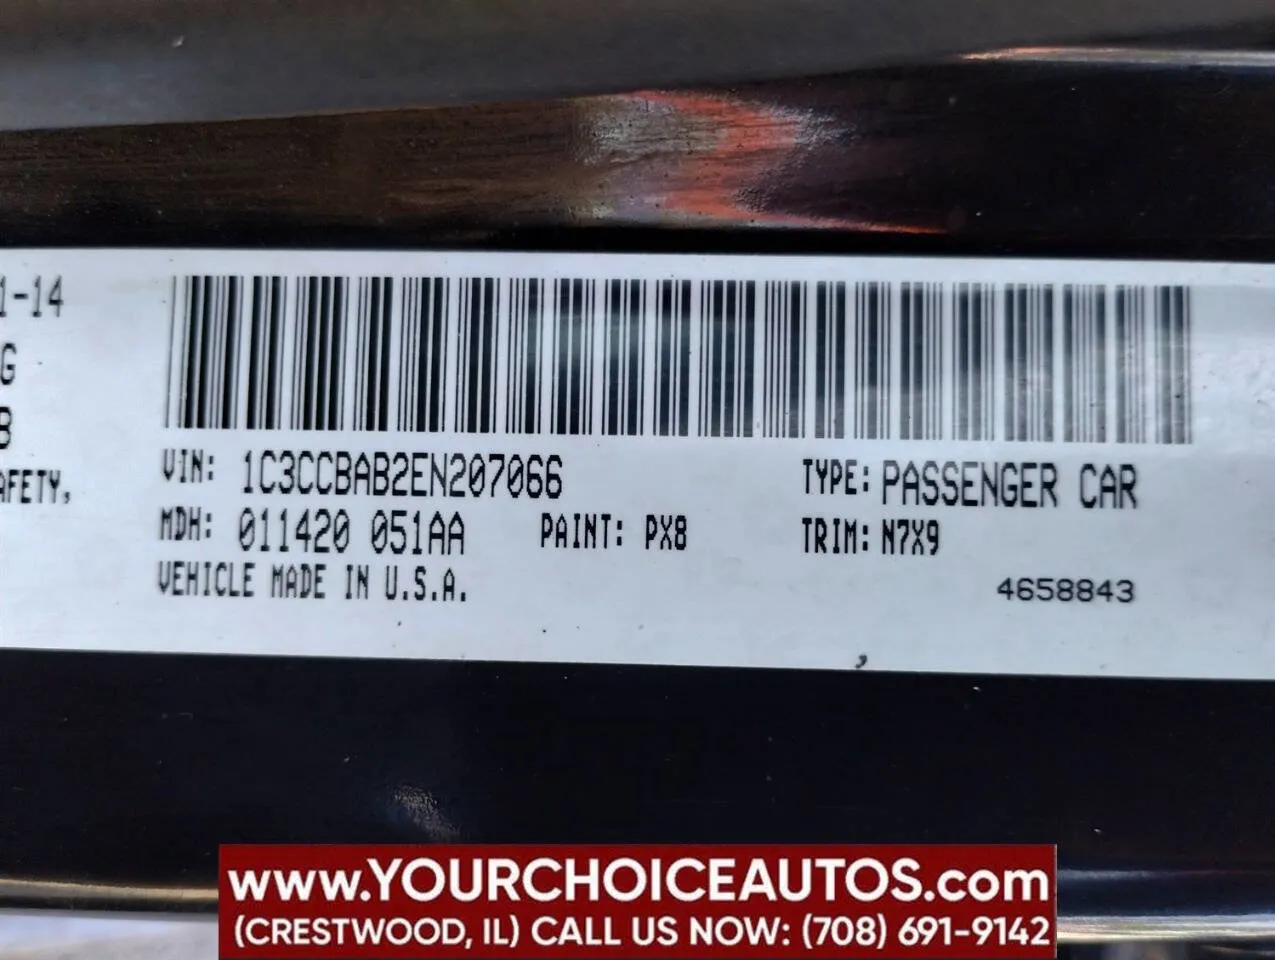 1-14
G
B
AFETY,
VIN: 1C3CCBAB2EN207066
TYPE: PASSENGER CAR
MDH: 011420 051AA
PAINT: PX8
TRIM: N7X9
VEHICLE MADE IN U.S.A.
4658843
www.YOURCHOICEAUTOS.com
(CRESTWOOD, IL) CALL US NOW: (708) 691-9142